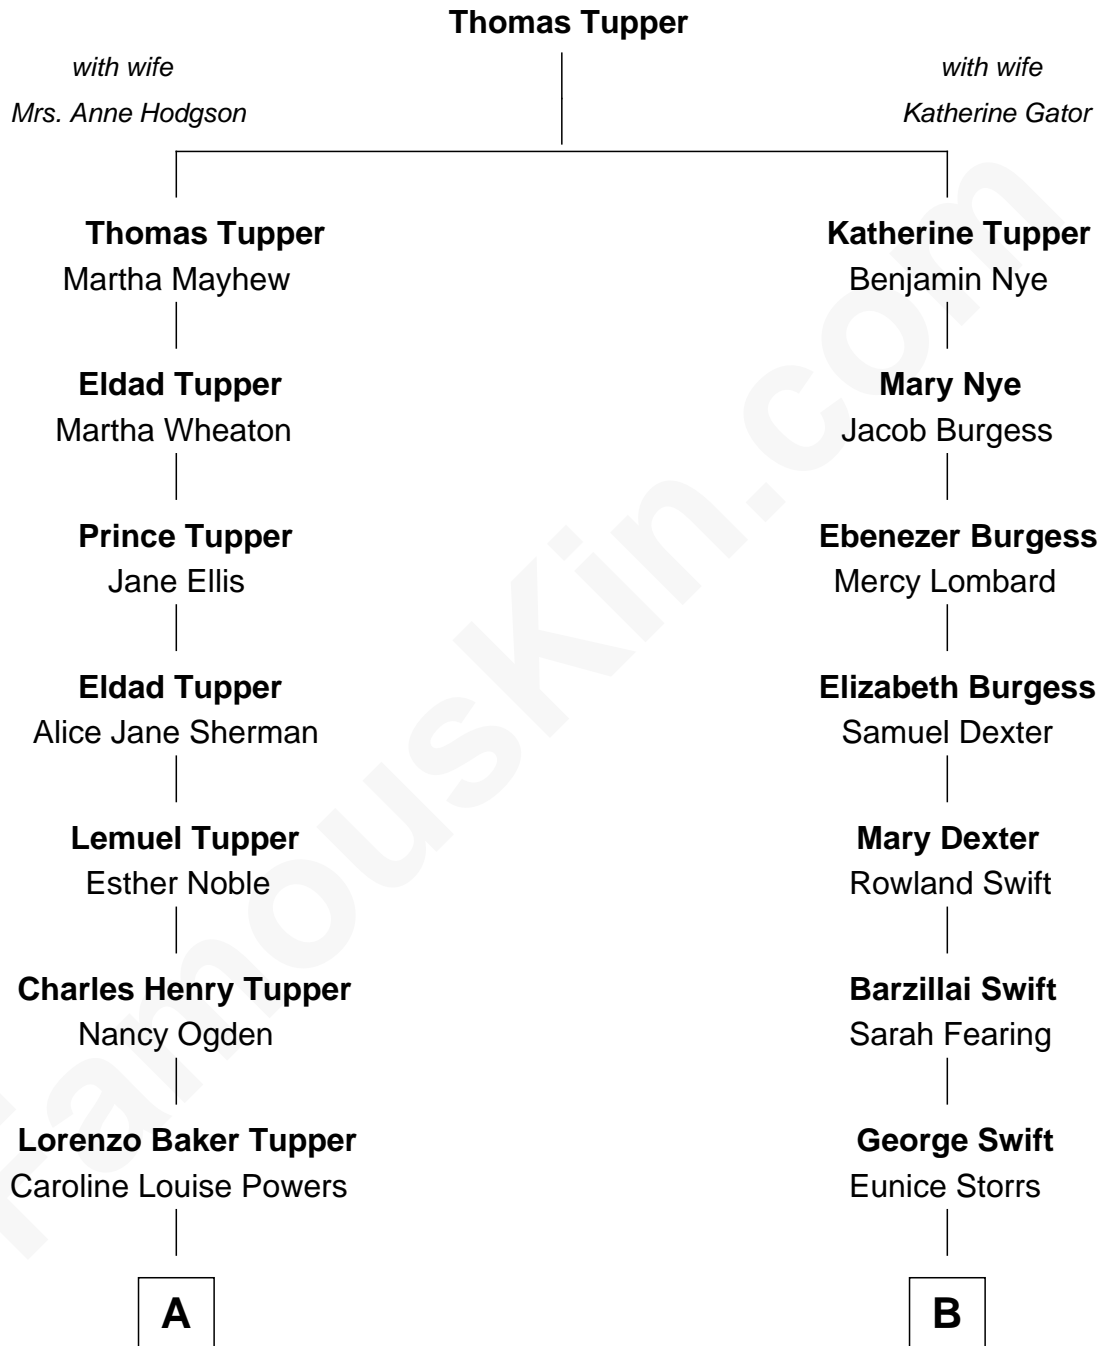 Thomas Tupper
with wife
Mrs. Anne Hodgson
with wife
Katherine Gator
Thomas Tupper
Martha Mayhew
Eldad Tupper
Martha Wheaton
Prince Tupper
Jane Ellis
Eldad Tupper
Alice Jane Sherman
Lemuel Tupper
Esther Noble
Charles Henry Tupper
Nancy Ogden
Lorenzo Baker Tupper
Caroline Louise Powers
A
Katherine Tupper
Benjamin Nye
Mary Nye
Jacob Burgess
Ebenezer Burgess
Mercy Lombard
Elizabeth Burgess
Samuel Dexter
Mary Dexter
Rowland Swift
Barzillai Swift
Sarah Fearing
George Swift
Eunice Storrs
B
FamousKin.com